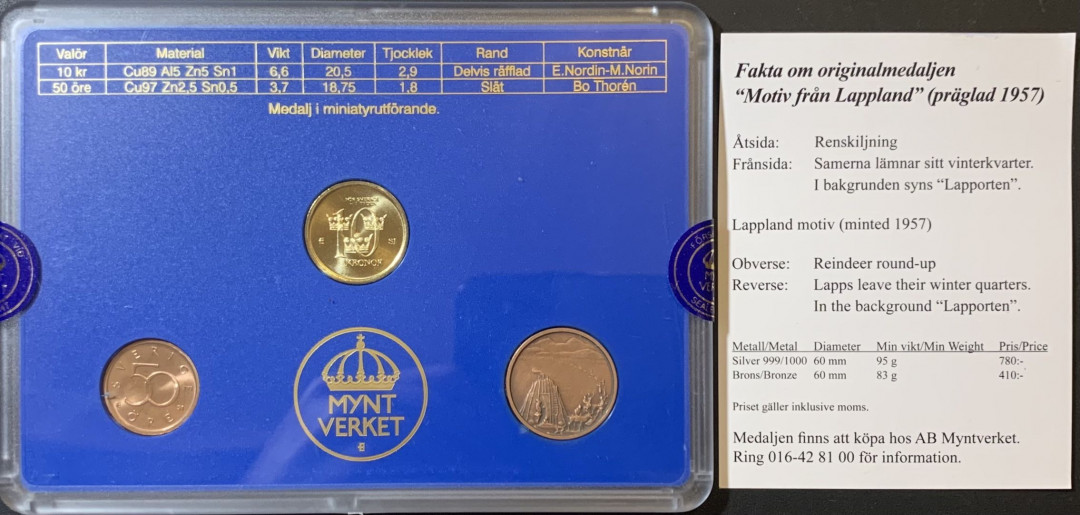 Valör Material Vikt Diameter Tjocklek Rand Konstnär
10 kr Cu89 Al5 Zn5 Sn1 6,6 20,5 2,9 Delvis räfflad E.Nordin-M.Norin
50 öre Cu97 Zn2,5 Sn0,5 3,7 18,75 1,8 Slät Bo Thorén
Medalj i miniatyrutförande.
10
KRONOR
SVERIGE
50
ÖRE
MYNT
VERKET
Fakta om originalmedaljen
“Motiv från Lappland” (präglad 1957)
Åtsida: Renskiljning
Frånsida: Samerna lämnar sitt vinterkvarter.
I bakgrunden syns “Lapporten”.
Lappland motiv (minted 1957)
Obverse: Reindeer round-up
Reverse: Lapps leave their winter quarters.
In the background “Lapporten”.
Metall/Metal Diameter Min vikt/Min Weight Pris/Price
Silver 999/1000 60 mm 95 g 780:-
Brons/Bronze 60 mm 83 g 410:-
Priset gäller inklusive moms.
Medaljen finns att köpa hos AB Myntverket.
Ring 016-42 81 00 för information.